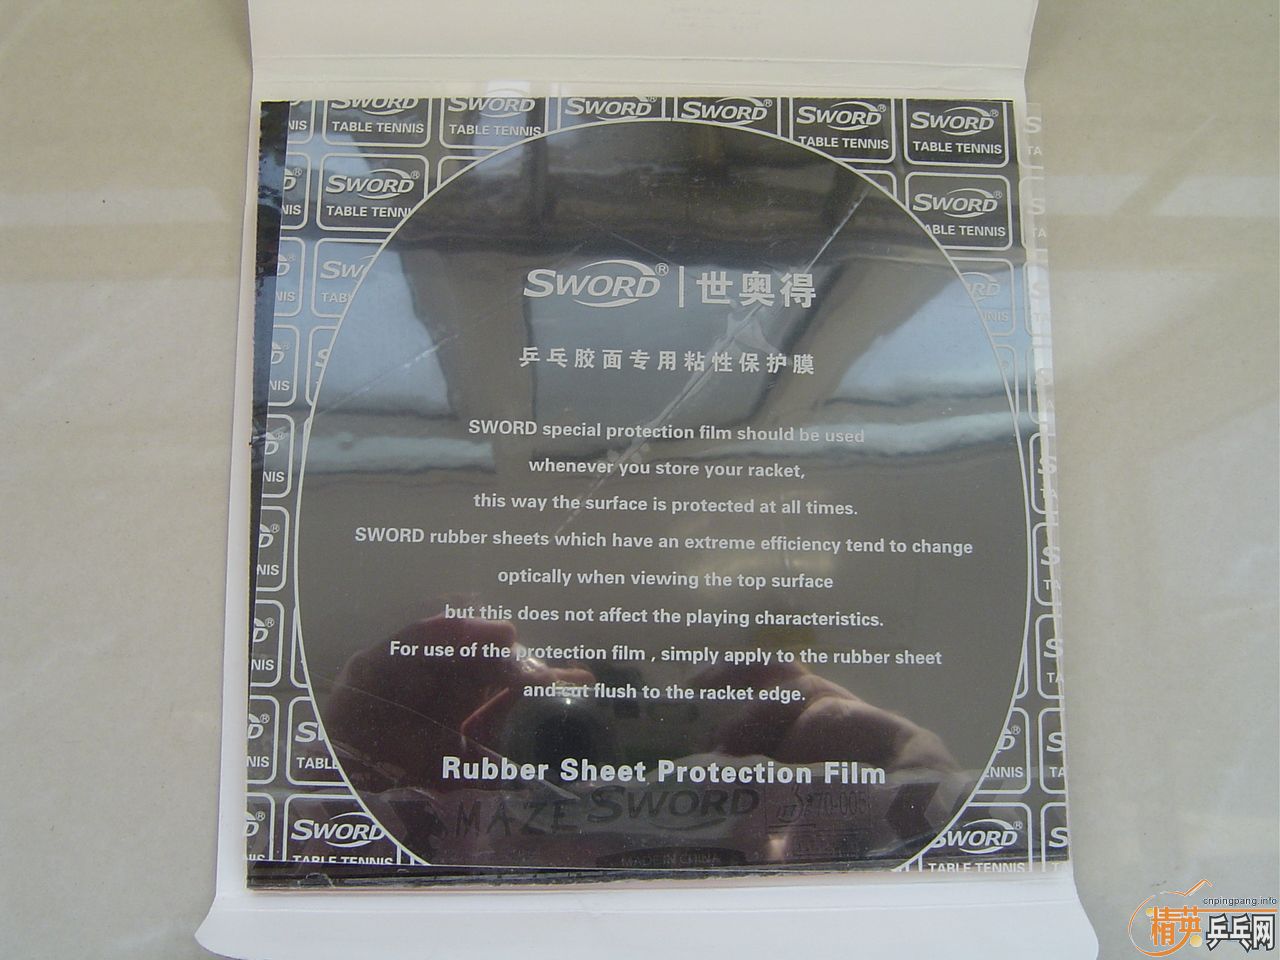 SWORD® | 世奥得
乒乓胶面专用粘性保护膜
SWORD special protection film should be used
whenever you store your racket,
this way the surface is protected at all times.
SWORD rubber sheets which have an extreme efficiency tend to change
optically when viewing the top surface
but this does not affect the playing characteristics.
For use of the protection film , simply apply to the rubber sheet
and cut flush to the racket edge.
Rubber Sheet Protection Film
MAZE SWORD
MADE IN CHINA
SWORD® TABLE TENNIS
cnpingpang.info
精英乒乓网